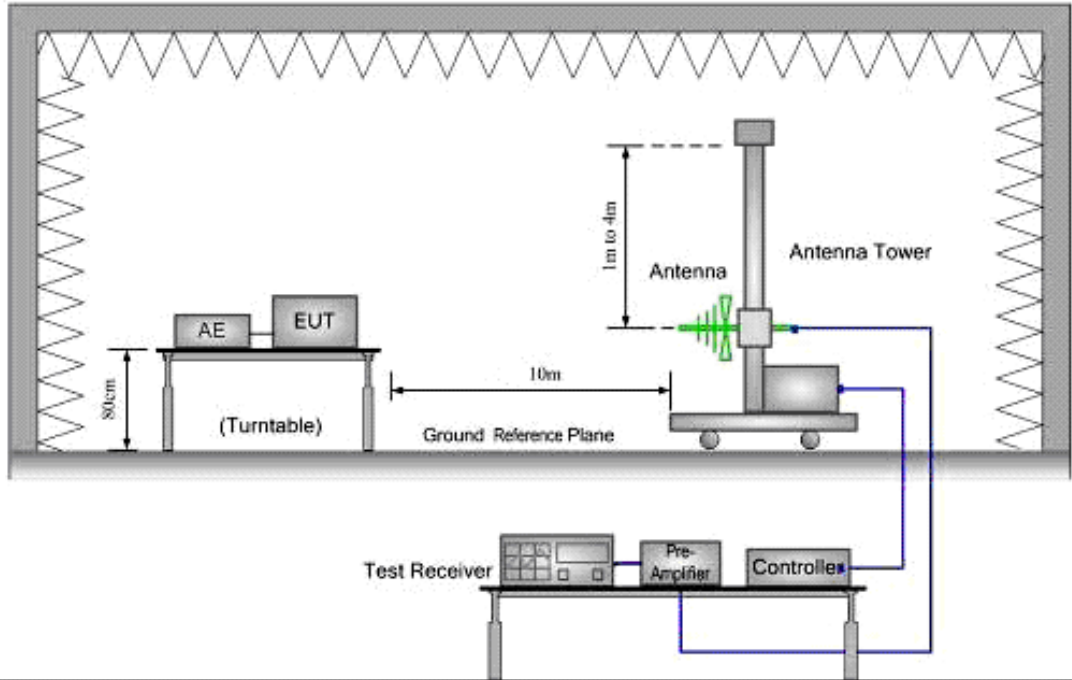 1m to 4m
Antenna Tower
Antenna
AE
EUT
80cm
10m
(Turntable)
Ground Reference Plane
Test Receiver
Pre-
Amplifier
Controller